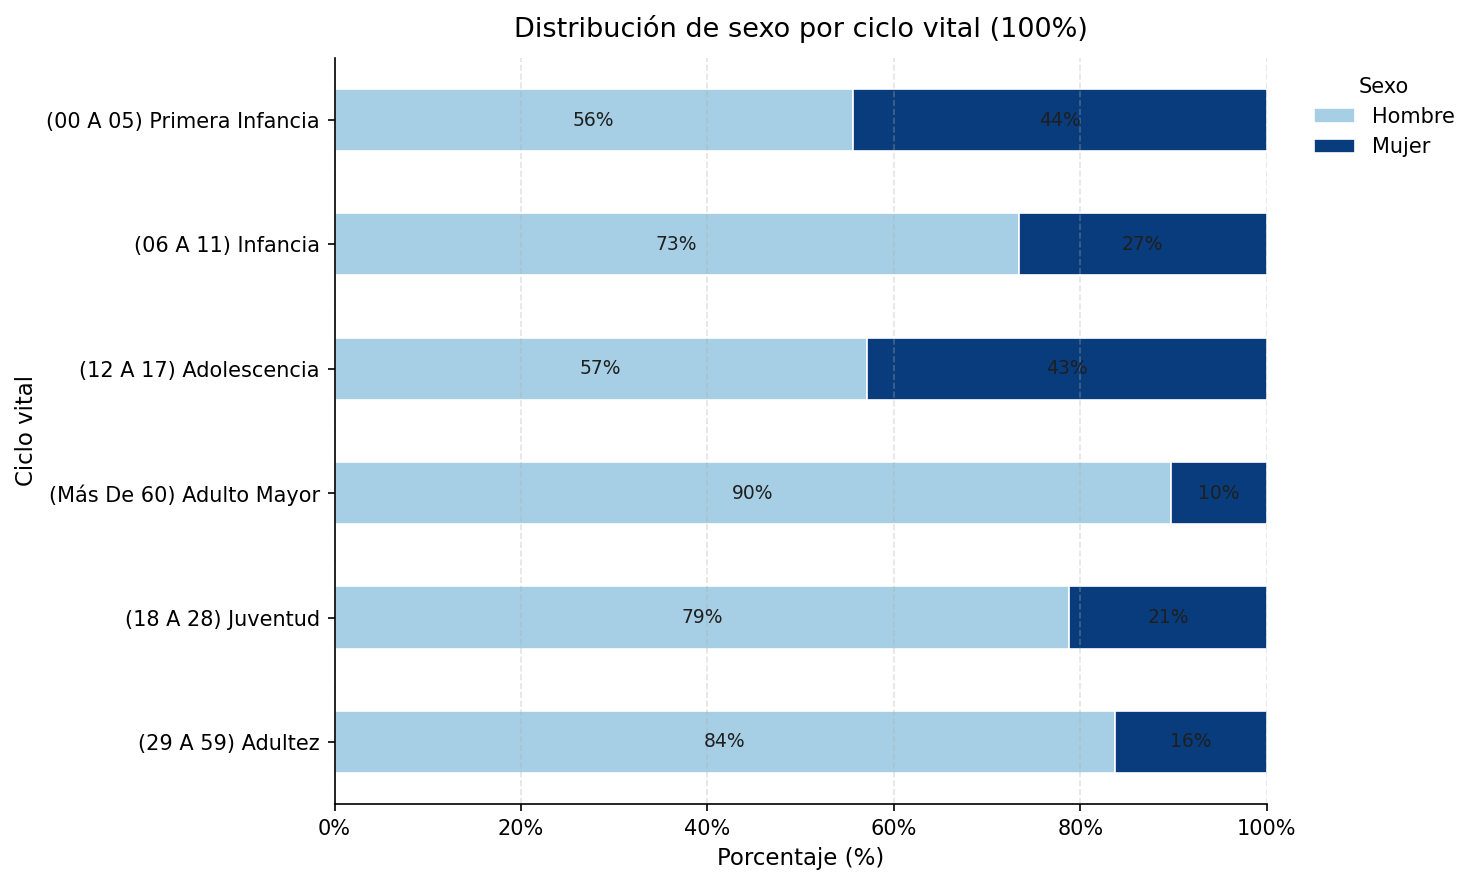 Distribución de sexo por ciclo vital (100%)
Sexo
Hombre
Mujer
Ciclo vital
(00 A 05) Primera Infancia
56%
44%
(06 A 11) Infancia
73%
27%
(12 A 17) Adolescencia
57%
43%
(Más De 60) Adulto Mayor
90%
10%
(18 A 28) Juventud
79%
21%
(29 A 59) Adultez
84%
16%
0%
20%
40%
60%
80%
100%
Porcentaje (%)